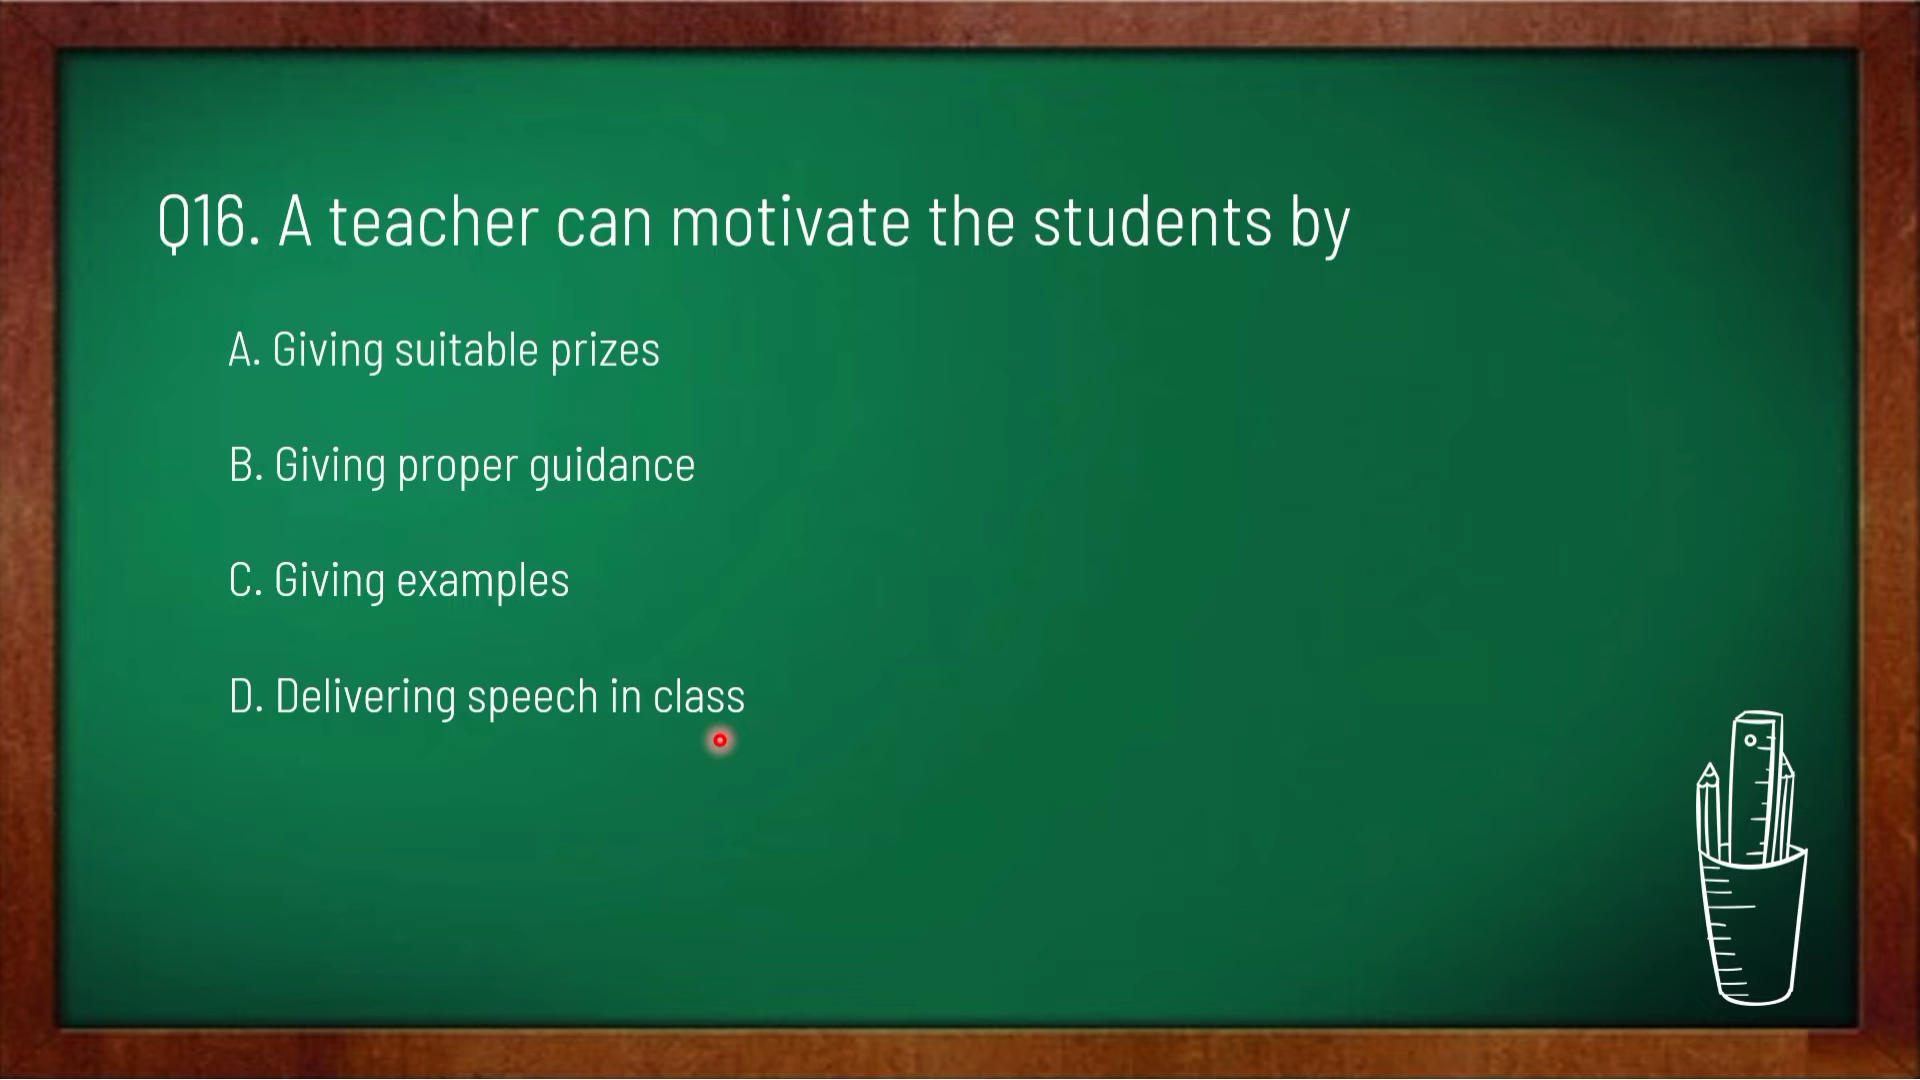 Q16. A teacher can motivate the students by
A. Giving suitable prizes
B. Giving proper guidance
C. Giving examples
D. Delivering speech in class